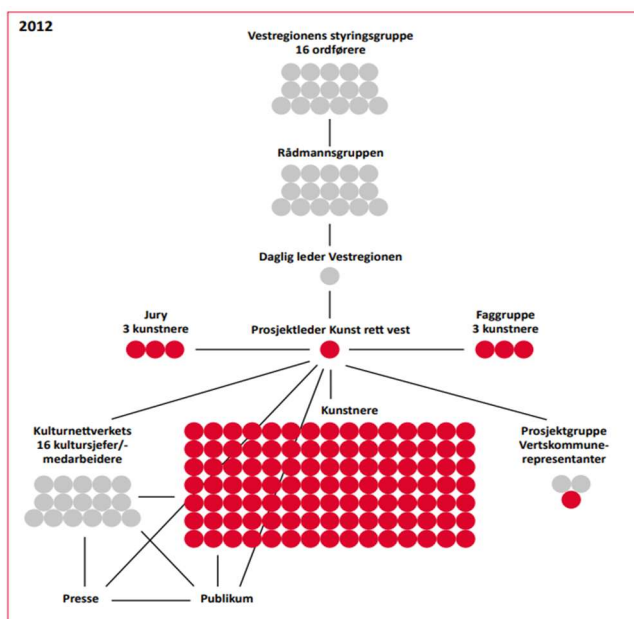 2012
Vestregionens styringsgruppe
16 ordførere
Rådmannsgruppen
Daglig leder Vestregionen
Jury
3 kunstnere
Prosjektleder Kunst rett vest
Faggruppe
3 kunstnere
Kunstnere
Kulturnettverkets
16 kultursjefer/-
medarbeidere
Prosjektgruppe
Vertskommune-
representanter
Presse
Publikum